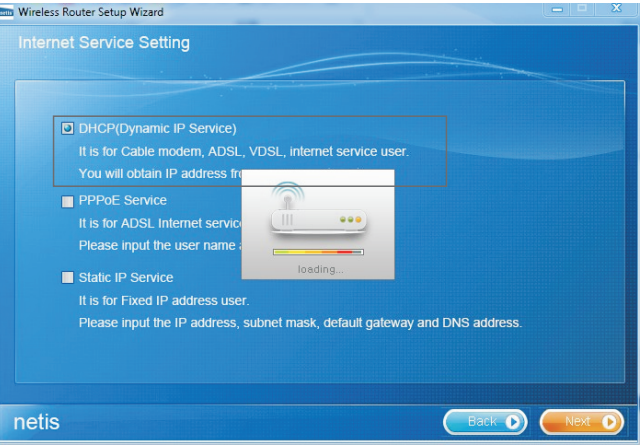 netis Wireless Router Setup Wizard
Internet Service Setting
DHCP(Dynamic IP Service)
It is for Cable modem, ADSL, VDSL, internet service user.
You will obtain IP address
PPPoE Service
It is for ADSL Internet
Please input the user name
loading...
Static IP Service
It is for Fixed IP address user.
Please input the IP address, subnet mask, default gateway and DNS address.
netis
Back
Next